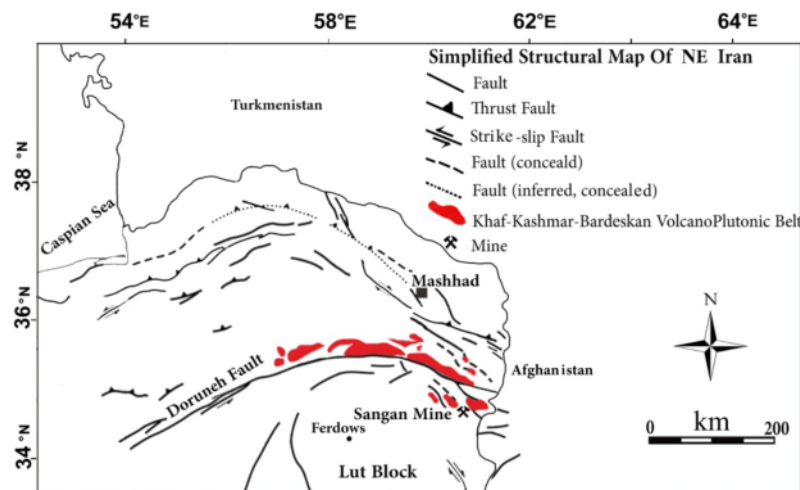 54°E 58°E 62°E 64°E
Simplified Structural Map Of NE Iran
Fault
Thrust Fault
Strike-slip Fault
Fault (conceald)
Fault (inferred, concealed)
Khaf-Kashmar-Bardeskan VolcanoPlutonic Belt
Mine
Turkmenistan
38 °N
Caspian Sea
Mashhad
36 °N
N
Afghanistan
Doruneh Fault
Sangan Mine
Ferdows
0 km 200
34 °N
Lut Block